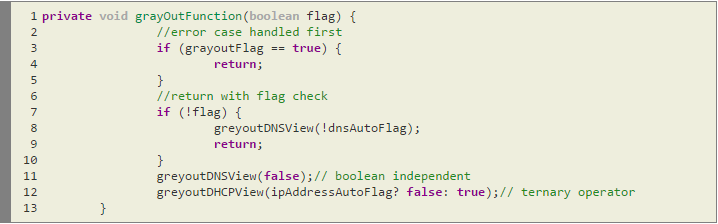 1 private void grayOutFunction(boolean flag) {
2 //error case handled first
3 if (grayoutFlag == true) {
4 return;
5 }
6 //return with flag check
7 if (!flag) {
8 greyoutDNSView(!dnsAutoFlag);
9 return;
10 }
11 greyoutDNSView(false);// boolean independent
12 greyoutDHCPView(ipAddressAutoFlag? false: true);// ternary operator
13 }